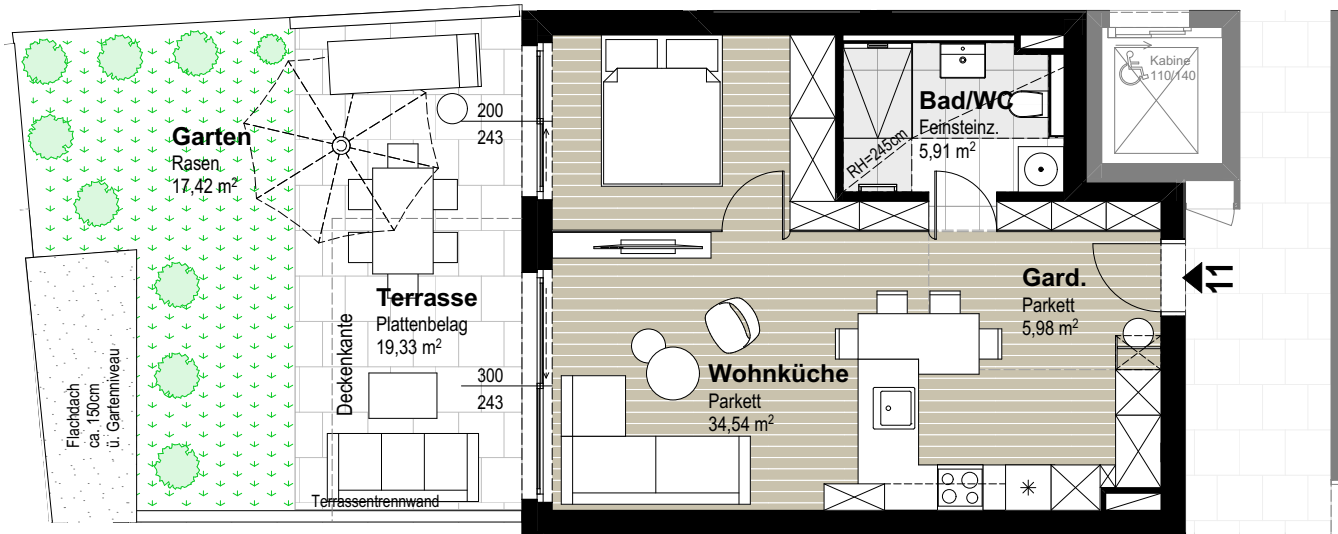 Garten
Rasen
17,42 m²
200
243
Bad/WC
Feinsteinz.
5,91 m²
RH=245cm
Kabine
110/140
Terrasse
Plattenbelag
19,33 m²
Deckenkante
300
243
Gard.
Parkett
5,98 m²
11
Wohnküche
Parkett
34,54 m²
Flachdach
ca. 150cm
ü. Gartenniveau
Terrassentrennwand